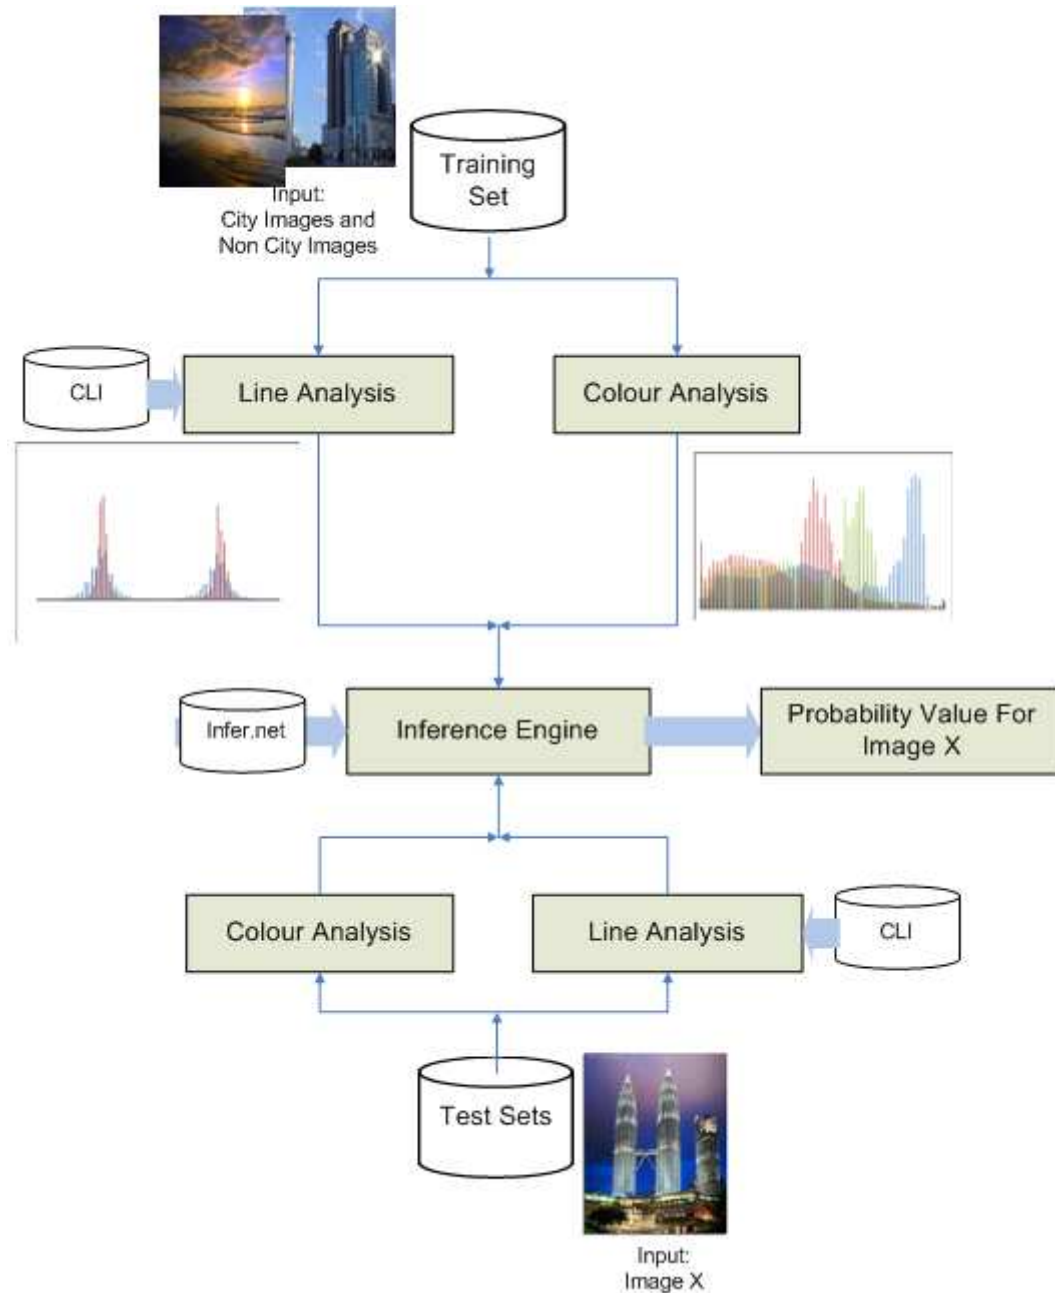 Training
Set
Input:
City Images and
Non City Images
CLI
Line Analysis
Colour Analysis
Infer.net
Inference Engine
Probability Value For
Image X
Colour Analysis
Line Analysis
CLI
Test Sets
Input:
Image X